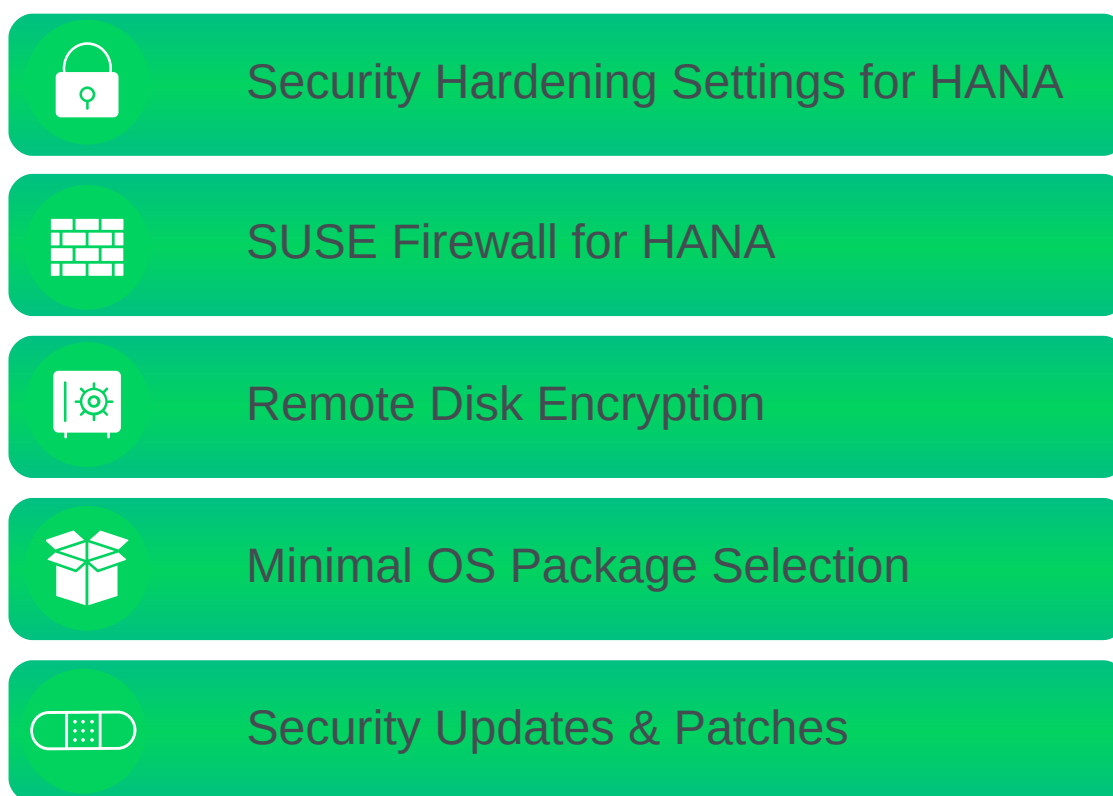 Security Hardening Settings for HANA
SUSE Firewall for HANA
Remote Disk Encryption
Minimal OS Package Selection
Security Updates & Patches